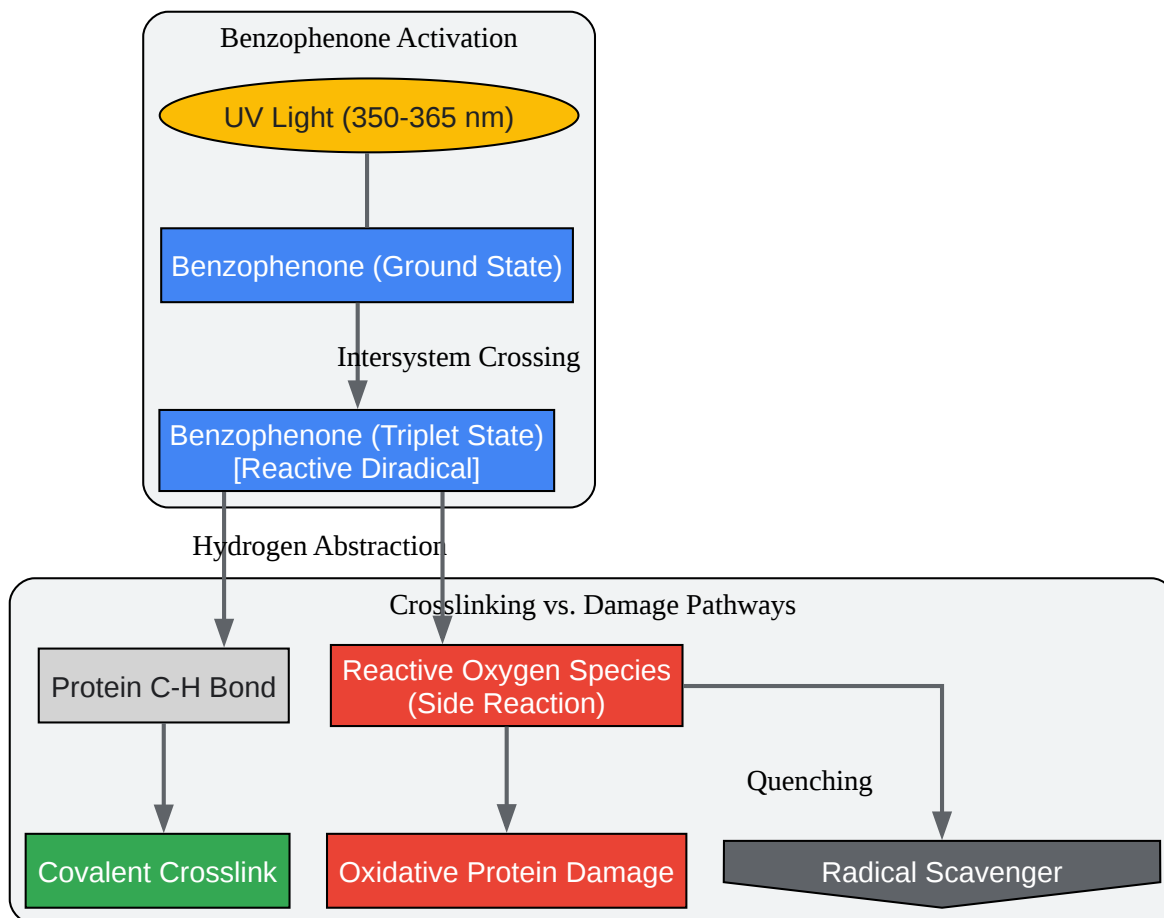 Benzophenone Activation
UV Light (350-365 nm)
Benzophenone (Ground State)
Intersystem Crossing
Benzophenone (Triplet State)
[Reactive Diradical]
Hydrogen Abstraction
Crosslinking vs. Damage Pathways
Protein C-H Bond
Reactive Oxygen Species
(Side Reaction)
Quenching
Covalent Crosslink
Oxidative Protein Damage
Radical Scavenger